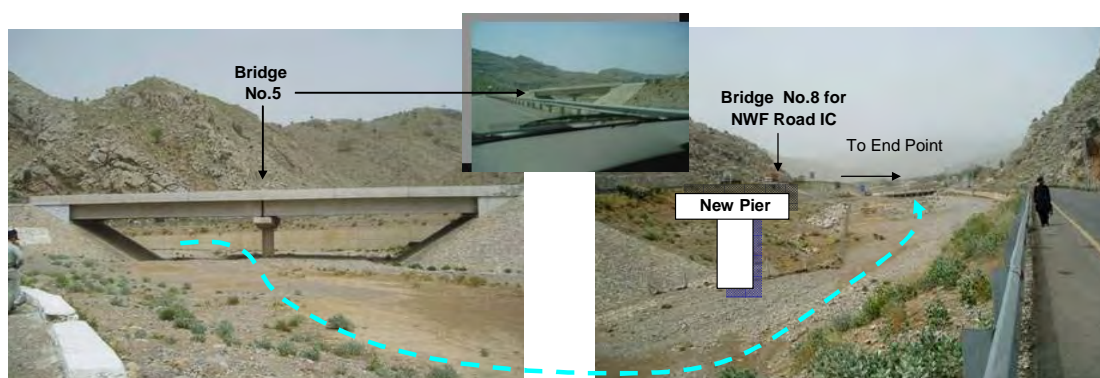 Bridge
No.5
Bridge No.8 for
NWF Road IC
To End Point
New Pier